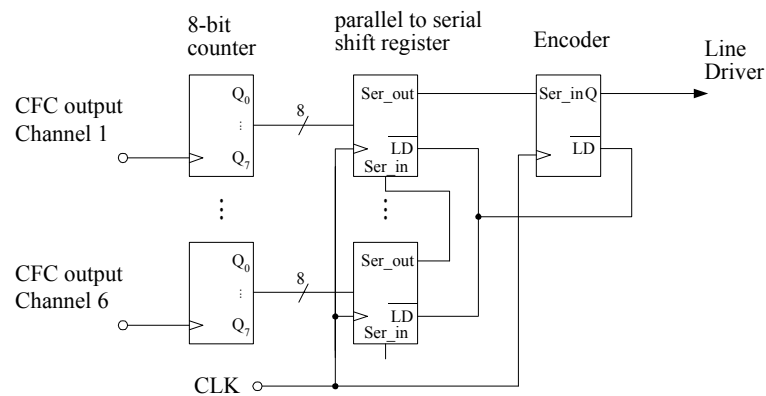 8-bit
counter
parallel to serial
shift register
Encoder
Line
Driver
CFC output
Channel 1
Q0
...
Q7
8
Ser_out
LD
Ser_in
Ser_in Q
LD
...
...
CFC output
Channel 6
Q0
...
Q7
8
Ser_out
LD
Ser_in
CLK